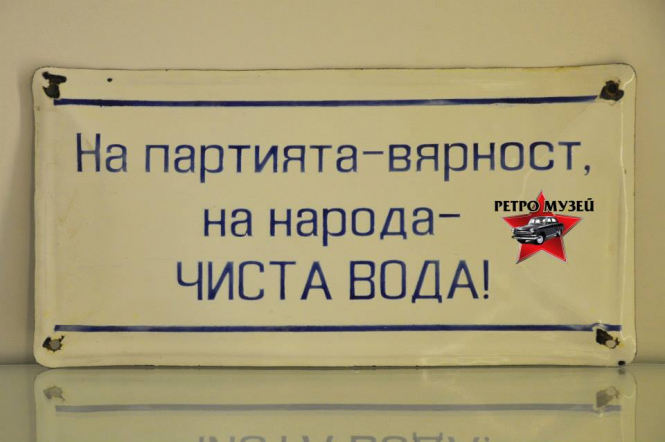 На партията-вярност,
на народа-
ЧИСТА ВОДА!
РЕТРО МУЗЕЙ